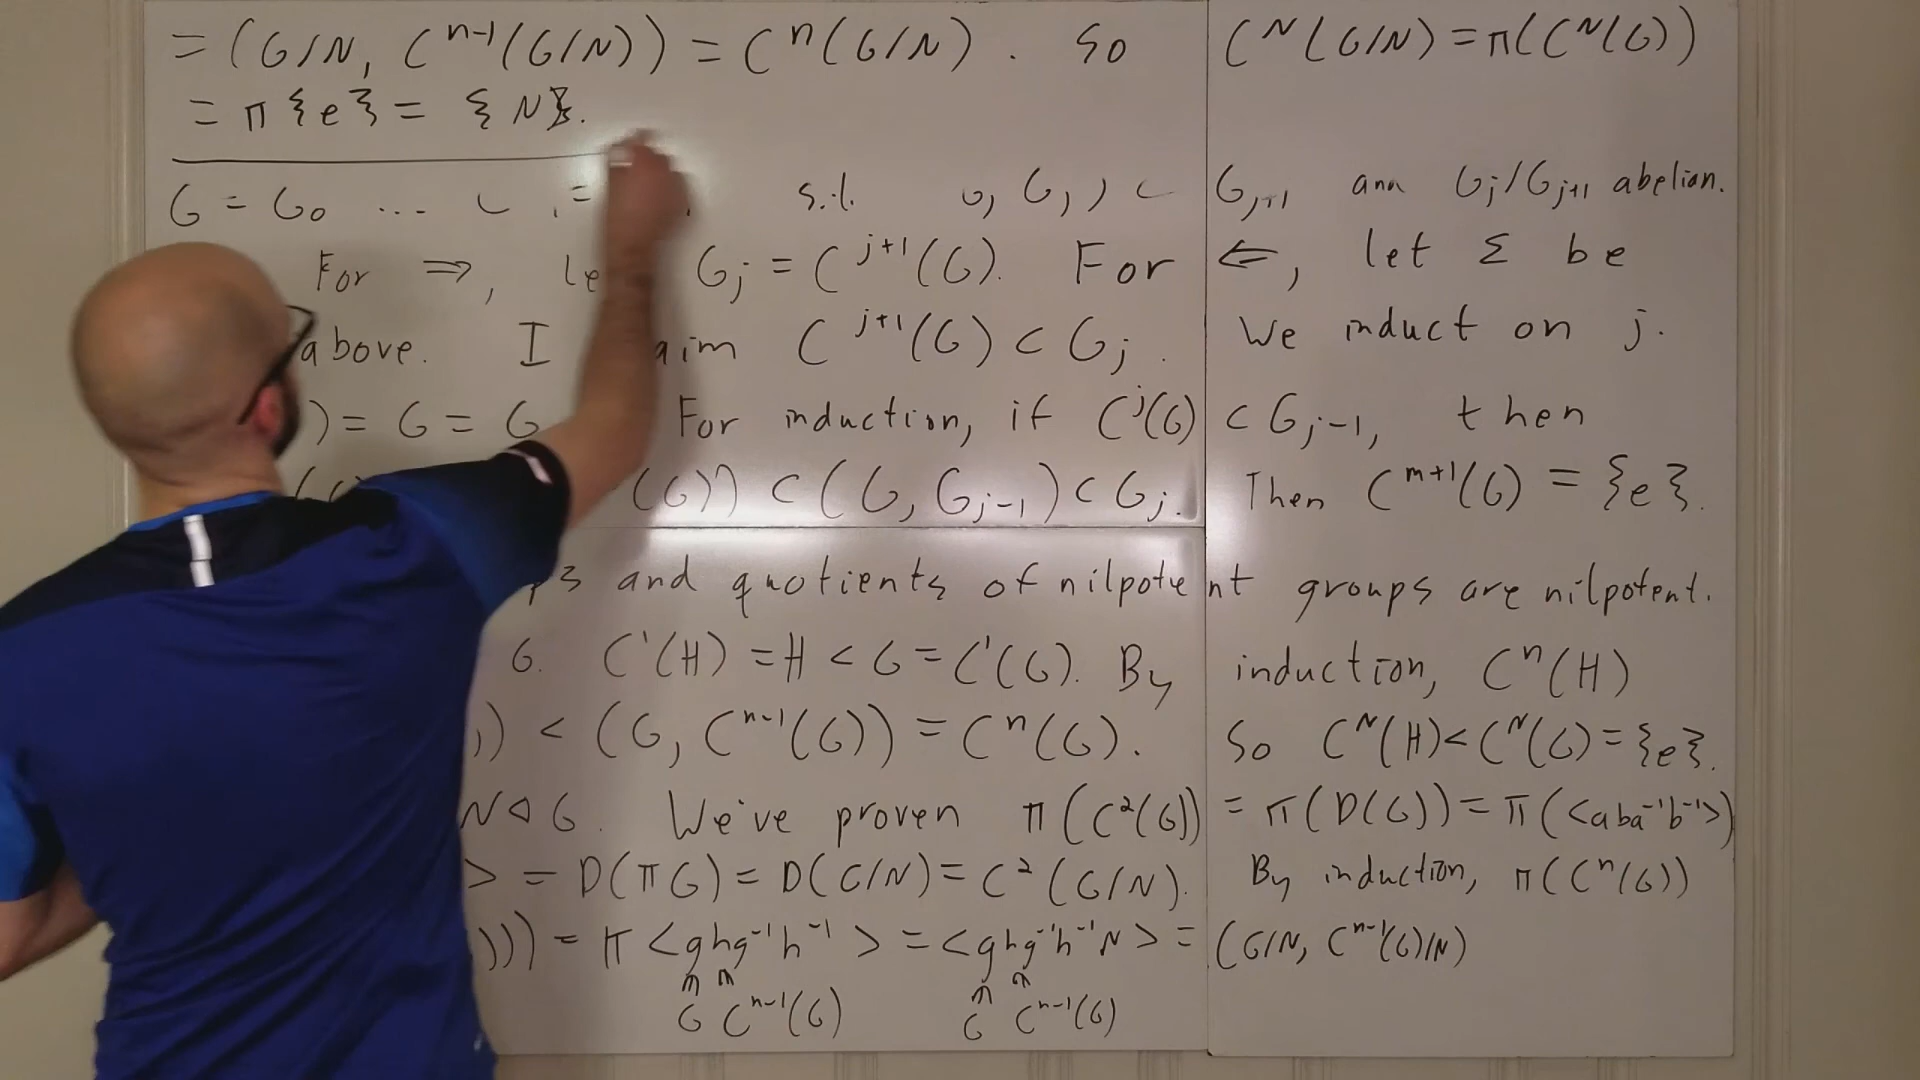 = (G/N, C^{n-1}(G/N)) = C^n(G/N). So C^N(G/N) = π(C^N(G))
= π{e} = {N}.
G = G_0 ... s.t. G_{j+1} G_j/G_{j+1} abelian.
For ⇒, G_j = C^{j+1}(G). For ⇐, let Σ be
above. I C^{j+1}(G) ⊂ G_j. We induct on j.
) = G = G For induction, if C^j(G) ⊂ G_{j-1}, then
(G)) ⊂ (G, G_{j-1}) ⊂ G_j. Then C^{m+1}(G) = {e}.
and quotients of nilpotent groups are nilpotent.
G. C^1(H) = H < G = C^1(G). By induction, C^n(H)
)) < (G, C^{n-1}(G)) = C^n(G). So C^N(H) < C^N(G) = {e}.
N ⊲ G. We've proven π(C^2(G)) = π(D(G)) = π(<aba^{-1}b^{-1}>)
> = D(πG) = D(G/N) = C^2(G/N). By induction, π(C^n(G))
))) = π<ghg^{-1}h^{-1}> = <ghg^{-1}h^{-1}N> = (G/N, C^{n-1}(G)/N)
G C^{n-1}(G) G C^{n-1}(G)